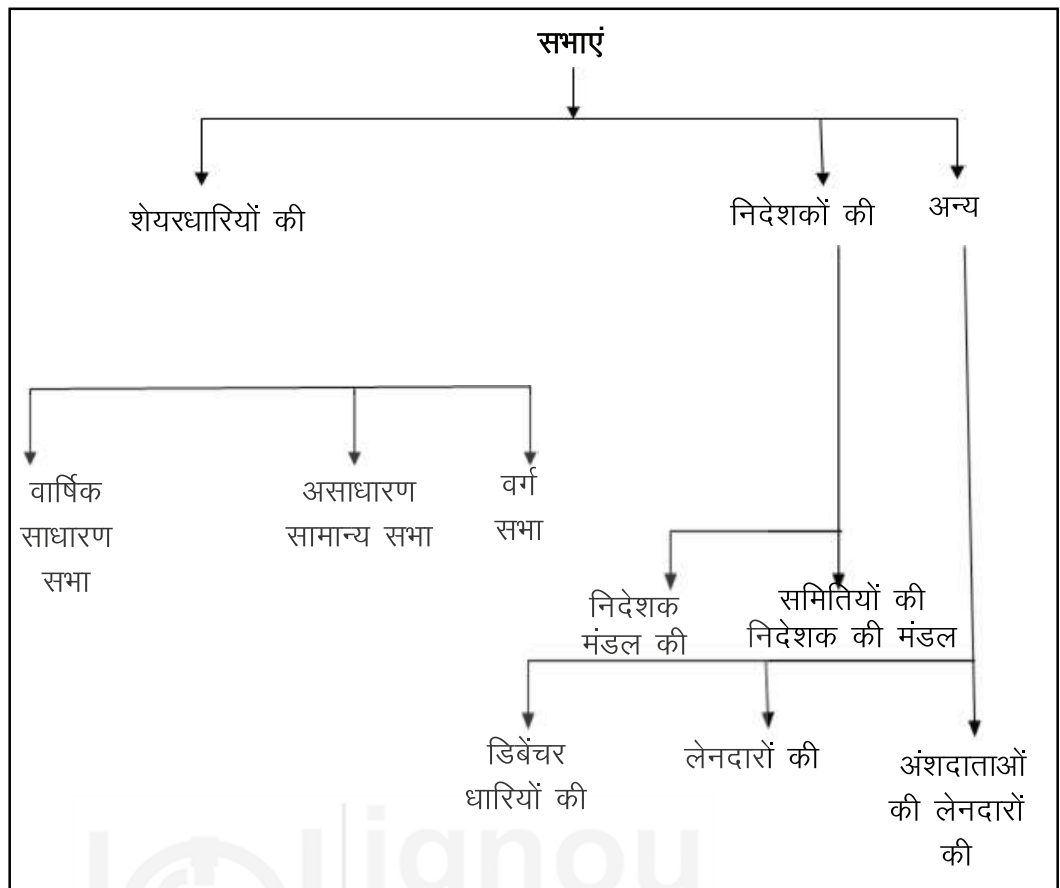 सभाएं
शेयरधारियों की
निदेशकों की
अन्य
वार्षिक
साधारण
सभा
असाधारण
सामान्य सभा
वर्ग
सभा
निदेशक
मंडल की
समितियों की
निदेशक की मंडल
डिबेंचर
धारियों की
लेनदारों की
अंशदाताओं
की लेनदारों
की
ignou